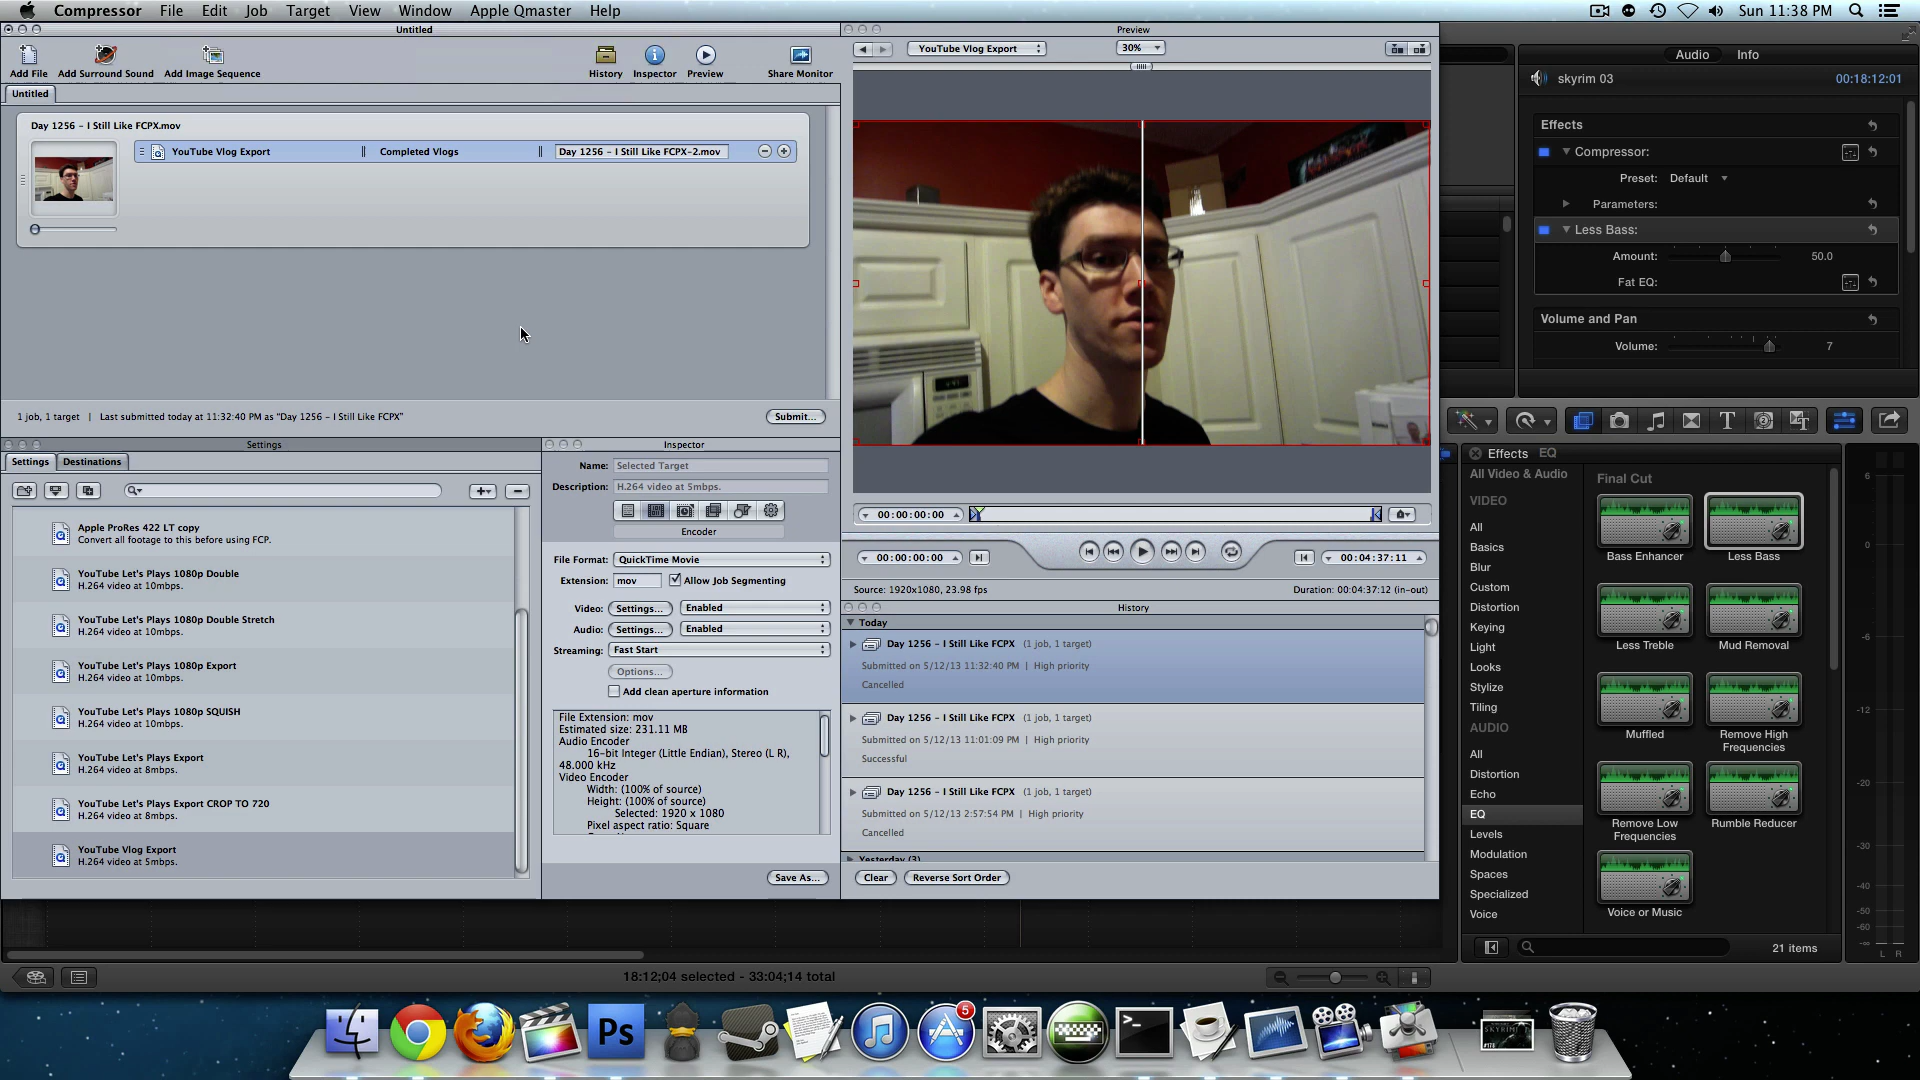 Compressor File Edit Job Target View Window Apple Qmaster Help
Sun 11:38 PM
Untitled
Add File Add Surround Sound Add Image Sequence
History Inspector Preview Share Monitor
Untitled
Day 1256 - I Still Like FCPX.mov
YouTube Vlog Export Completed Vlogs Day 1256 - I Still Like FCPX-2.mov
1 job, 1 target | Last submitted today at 11:32:40 PM as "Day 1256 - I Still Like FCPX"
Submit...
Settings
Settings Destinations
Apple ProRes 422 LT copy
Convert all footage to this before using FCP.
YouTube Let's Plays 1080p Double
H.264 video at 10mbps.
YouTube Let's Plays 1080p Double Stretch
H.264 video at 10mbps.
YouTube Let's Plays 1080p Export
H.264 video at 10mbps.
YouTube Let's Plays 1080p SQUISH
H.264 video at 10mbps.
YouTube Let's Plays Export
H.264 video at 8mbps.
YouTube Let's Plays Export CROP TO 720
H.264 video at 8mbps.
YouTube Vlog Export
H.264 video at 5mbps.
Inspector
Name: Selected Target
Description: H.264 video at 5mbps.
Encoder
File Format: QuickTime Movie
Extension: mov Allow Job Segmenting
Video: Settings... Enabled
Audio: Settings... Enabled
Streaming: Fast Start
Options...
Add clean aperture information
File Extension: mov
Estimated size: 231.11 MB
Audio Encoder
16-bit Integer (Little Endian), Stereo (L R),
48.000 kHz
Video Encoder
Width: (100% of source)
Height: (100% of source)
Selected: 1920 x 1080
Pixel aspect ratio: Square
Save As...
Preview
YouTube Vlog Export 30%
00:00:00:00
00:00:00:00 00:04:37:11
Source: 1920x1080, 23.98 fps Duration: 00:04:37:12 (in-out)
History
Today
Day 1256 - I Still Like FCPX (1 job, 1 target)
Submitted on 5/12/13 11:32:40 PM | High priority
Cancelled
Day 1256 - I Still Like FCPX (1 job, 1 target)
Submitted on 5/12/13 11:01:09 PM | High priority
Successful
Day 1256 - I Still Like FCPX (1 job, 1 target)
Submitted on 5/12/13 2:57:54 PM | High priority
Cancelled
Yesterday (3)
Clear Reverse Sort Order
Audio Info
skyrim 03 00:18:12:01
Effects
Compressor:
Preset: Default
Parameters:
Less Bass:
Amount: 50.0
Fat EQ:
Volume and Pan
Volume: 7
Effects EQ
All Video & Audio
VIDEO
All
Basics
Blur
Custom
Distortion
Keying
Light
Looks
Stylize
Tiling
AUDIO
All
Distortion
Echo
EQ
Levels
Modulation
Spaces
Specialized
Voice
Final Cut
Bass Enhancer Less Bass
Less Treble Mud Removal
Muffled Remove High Frequencies
Remove Low Frequencies Rumble Reducer
Voice or Music
21 items
6
0
-6
-12
-20
-30
-40
-50
-60
-∞
L R
18:12;04 selected - 33:04;14 total
Ps
5
SKYRIM